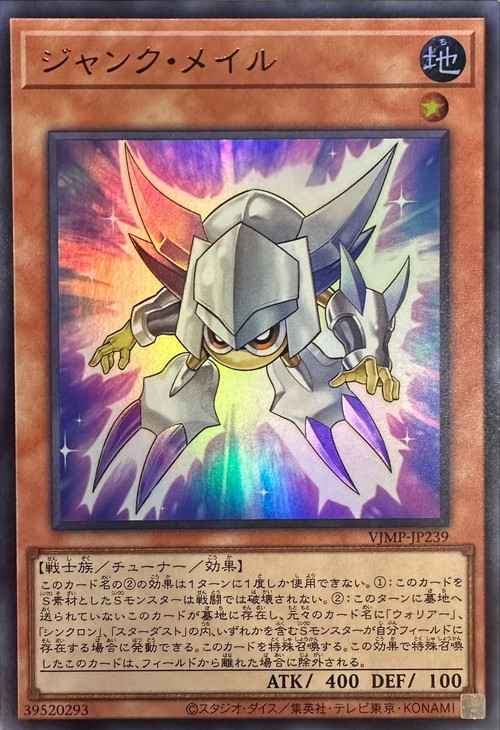 ジャンク・メイル
地
VJMP-JP239
【戦士族/チューナー/効果】
このカード名の②の効果は1ターンに1度しか使用できない。①:このカードを
S素材としたSモンスターは戦闘では破壊されない。②:このターンに墓地へ
送られていないこのカードが墓地に存在し、元々のカード名に「ウォリアー」、
「シンクロン」、「スターダスト」の内、いずれかを含むSモンスターが自分フィールドに
存在する場合に発動できる。このカードを特殊召喚する。この効果で特殊召喚
したこのカードは、フィールドから離れた場合に除外される。
ATK/ 400 DEF/ 100
39520293
©スタジオ・ダイス/集英社・テレビ東京・KONAMI